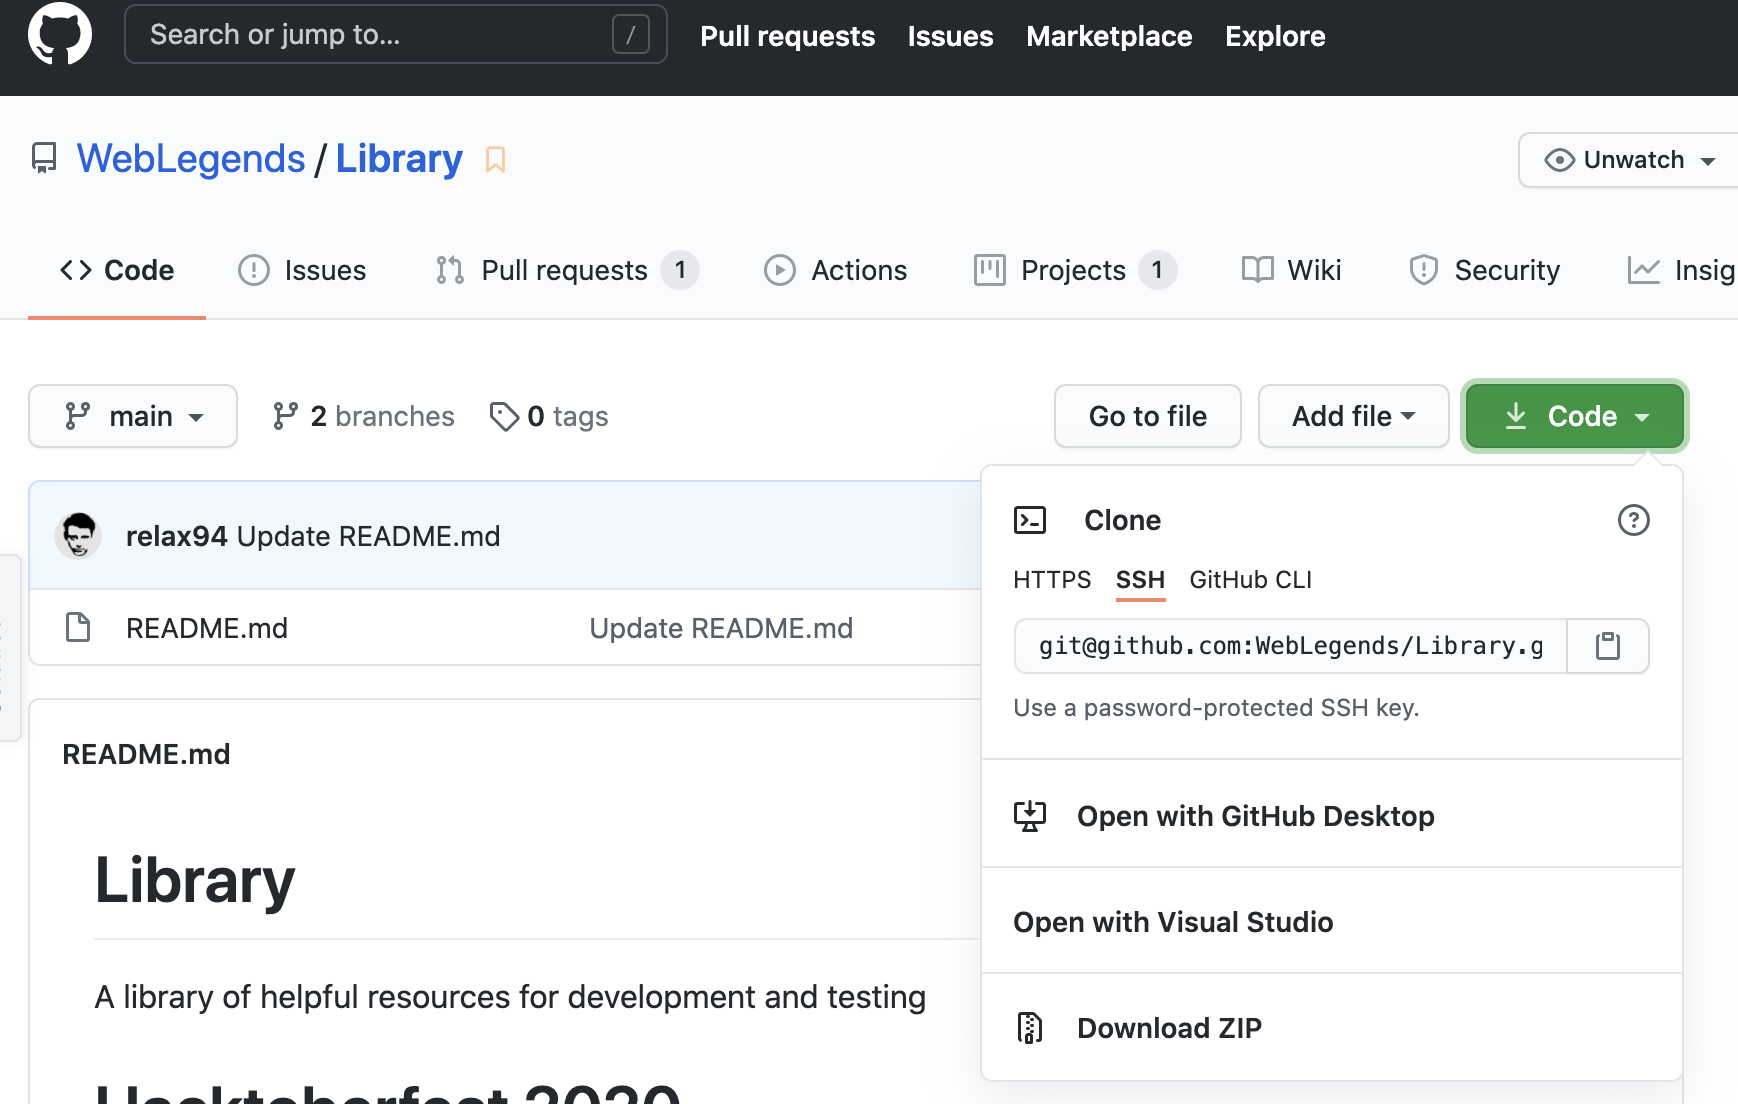 Search or jump to... /
Pull requests Issues Marketplace Explore
WebLegends / Library
Unwatch
Code Issues Pull requests 1 Actions Projects 1 Wiki Security Insig
main 2 branches 0 tags
Go to file Add file Code
relax94 Update README.md
README.md Update README.md
README.md
Library
A library of helpful resources for development and testing
Hacktoberfest 2020
Clone
HTTPS SSH GitHub CLI
git@github.com:WebLegends/Library.g
Use a password-protected SSH key.
Open with GitHub Desktop
Open with Visual Studio
Download ZIP